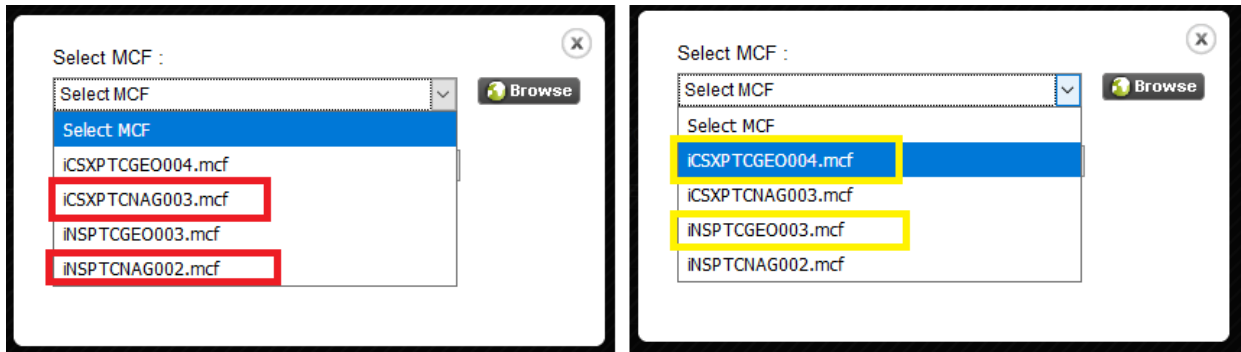 Select MCF :
Select MCF
Browse
Select MCF
iCSXPTCGEO004.mcf
iCSXPTCNAG003.mcf
iNSPTCGEO003.mcf
iNSPTCNAG002.mcf
x
Select MCF :
Select MCF
Browse
Select MCF
iCSXPTCGEO004.mcf
iCSXPTCNAG003.mcf
iNSPTCGEO003.mcf
iNSPTCNAG002.mcf
x